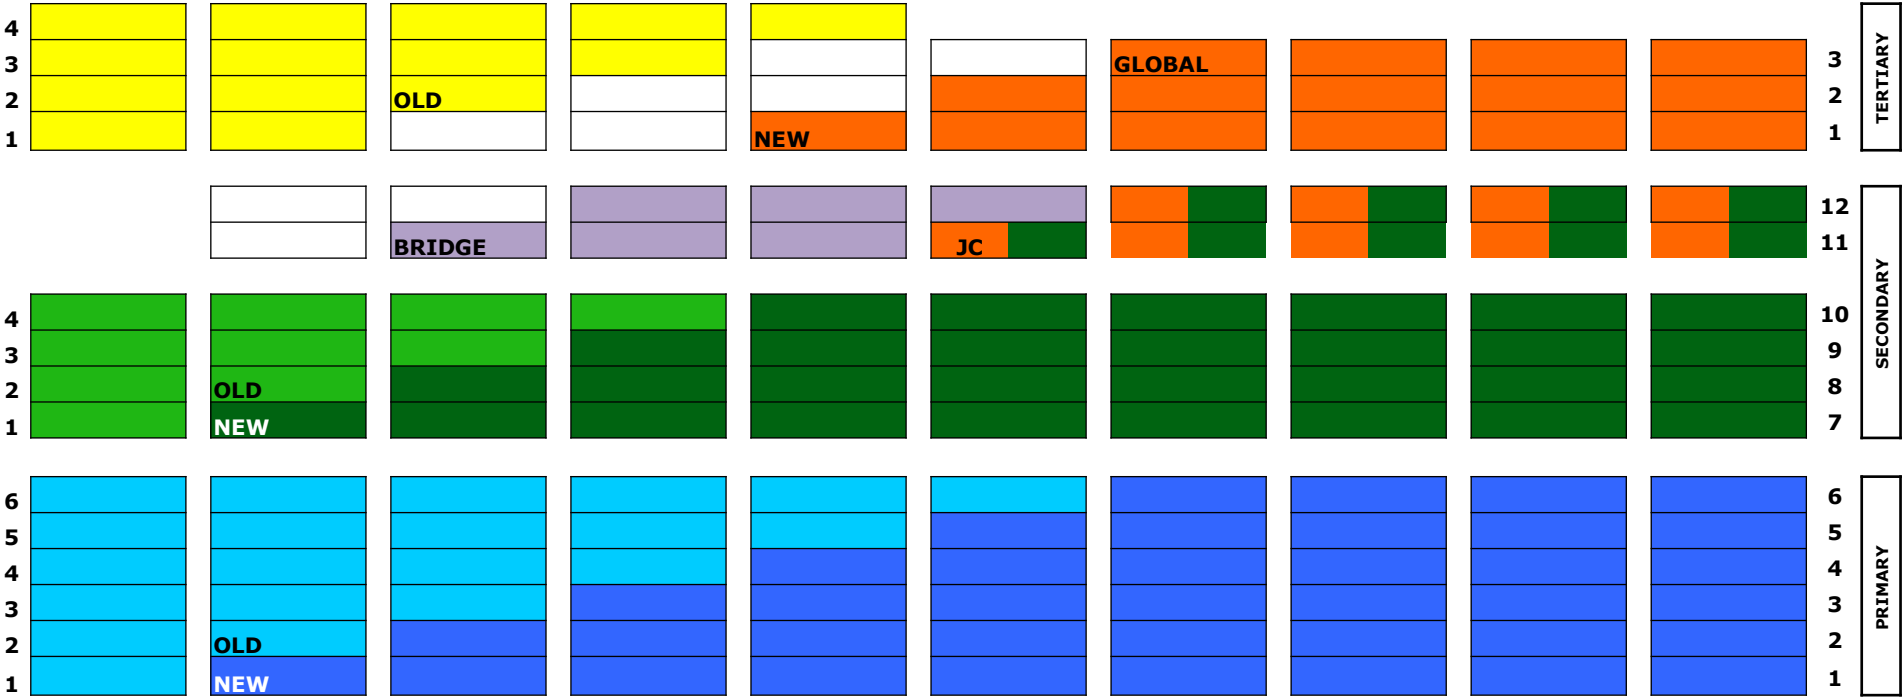 4
3 GLOBAL 3
2 OLD 2
1 NEW 1
TERTIARY
12
BRIDGE JC 11
4 10
3 9
2 OLD 8
1 NEW 7
SECONDARY
6 6
5 5
4 4
3 3
2 OLD 2
1 NEW 1
PRIMARY